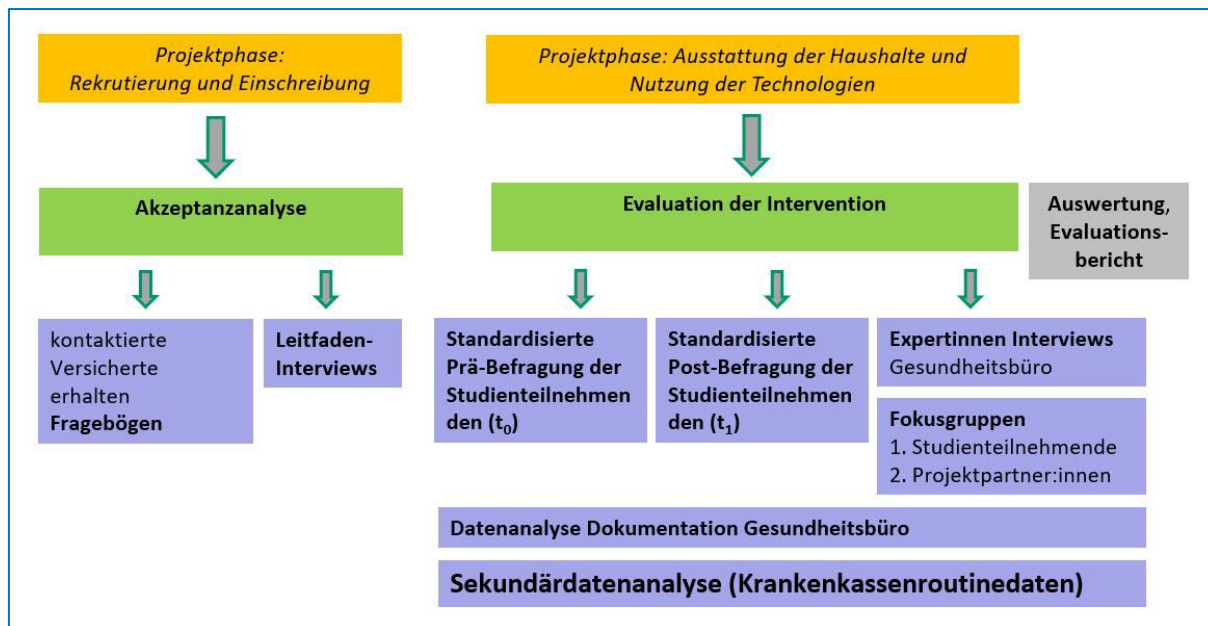 Projektphase:
Rekrutierung und Einschreibung
Projektphase: Ausstattung der Haushalte und
Nutzung der Technologien
Akzeptanzanalyse
Evaluation der Intervention
Auswertung,
Evaluations-
bericht
kontaktierte
Versicherte
erhalten
Fragebögen
Leitfaden-
Interviews
Standardisierte
Prä-Befragung der
Studienteilnehmen
den (t₀)
Standardisierte
Post-Befragung der
Studienteilnehmen
den (t₁)
Expertinnen Interviews
Gesundheitsbüro
Fokusgruppen
1. Studienteilnehmende
2. Projektpartner:innen
Datenanalyse Dokumentation Gesundheitsbüro
Sekundärdatenanalyse (Krankenkassenroutinedaten)